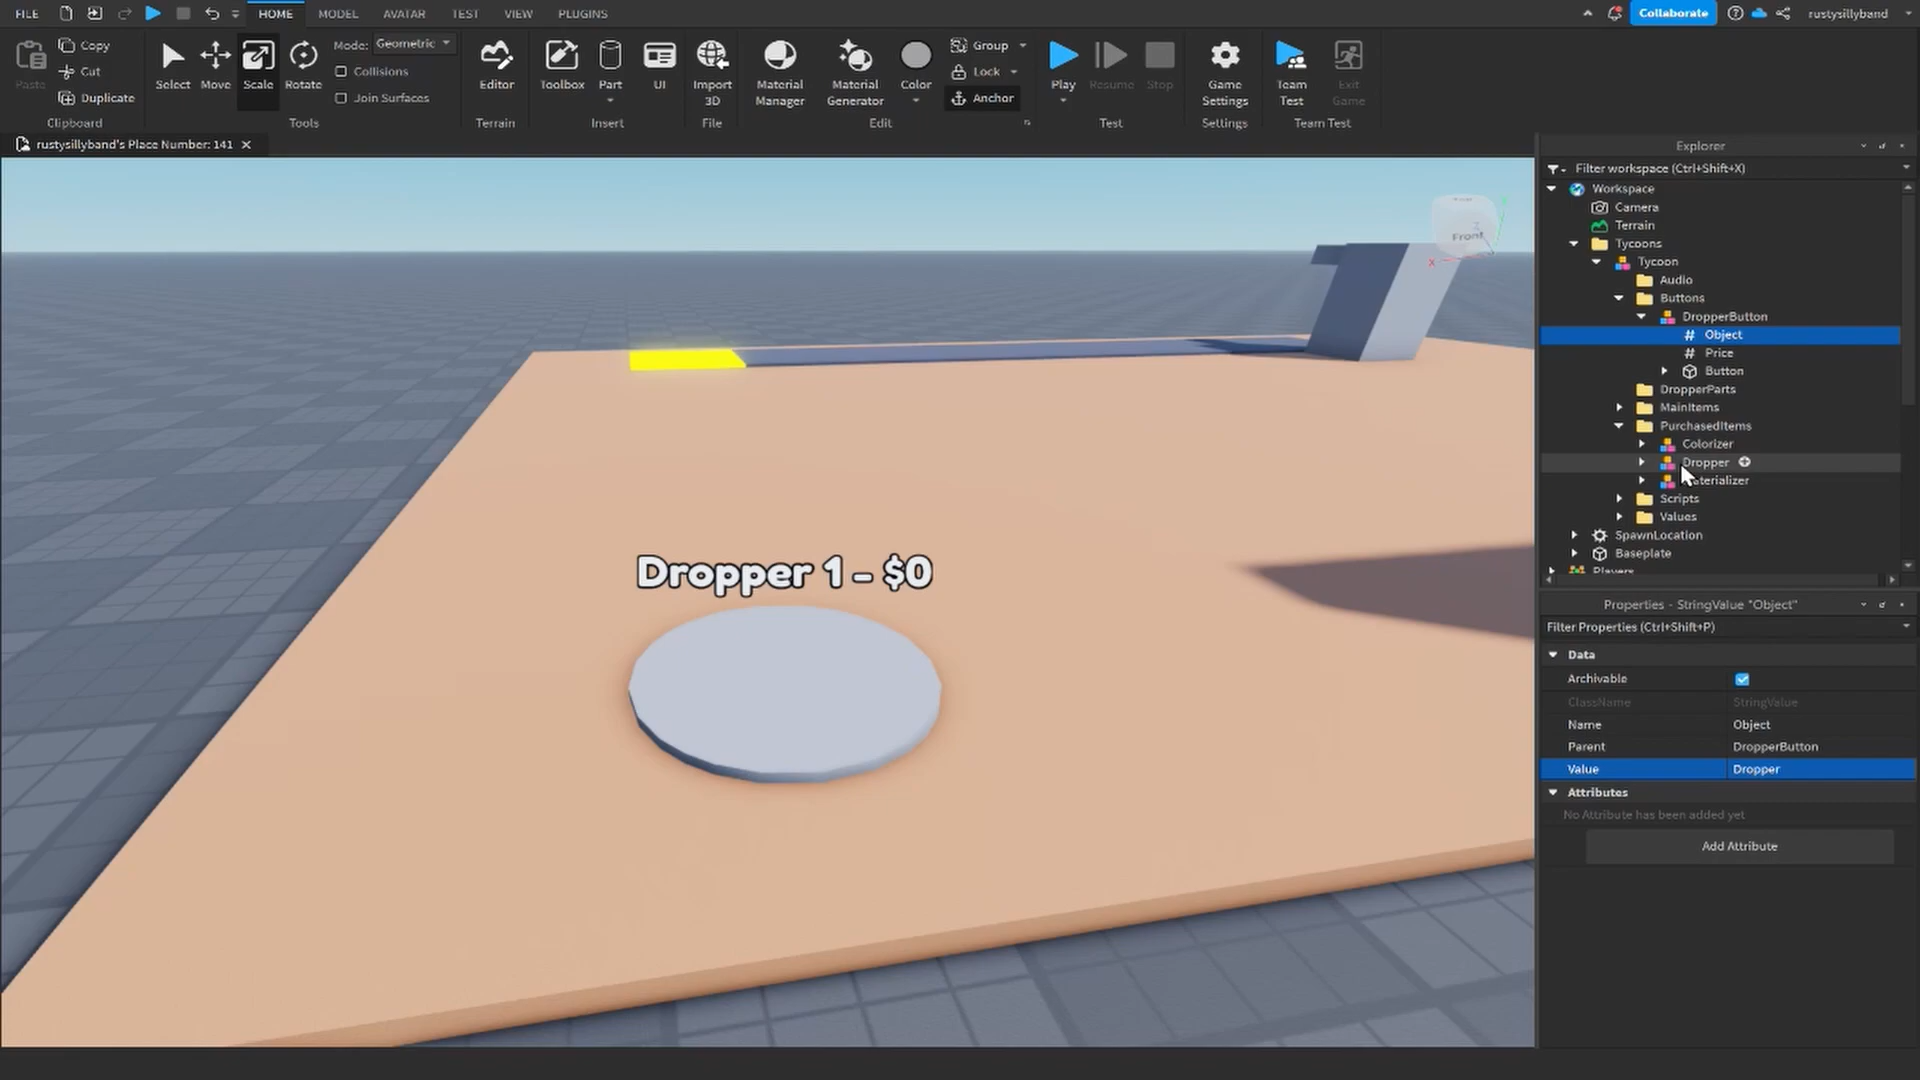 FILE
HOME
MODEL
AVATAR
TEST
VIEW
PLUGINS
Collaborate
rustysillyband
Paste
Copy
Cut
Duplicate
Clipboard
Select
Move
Scale
Rotate
Mode: Geometric
Collisions
Join Surfaces
Tools
Editor
Terrain
Toolbox
Part
UI
Insert
Import
3D
File
Material
Manager
Material
Generator
Color
Group
Lock
Anchor
Edit
Play
Resume
Stop
Test
Game
Settings
Settings
Team
Test
Exit
Game
Team Test
rustysillyband's Place Number: 141
Front
X
Dropper 1 - $0
Explorer
Filter workspace (Ctrl+Shift+X)
Workspace
Camera
Terrain
Tycoons
Tycoon
Audio
Buttons
DropperButton
Object
Price
Button
DropperParts
MainItems
PurchasedItems
Colorizer
Dropper
aterializer
Scripts
Values
SpawnLocation
Baseplate
Players
Properties - StringValue "Object"
Filter Properties (Ctrl+Shift+P)
Data
Archivable
ClassName StringValue
Name Object
Parent DropperButton
Value Dropper
Attributes
No Attribute has been added yet
Add Attribute